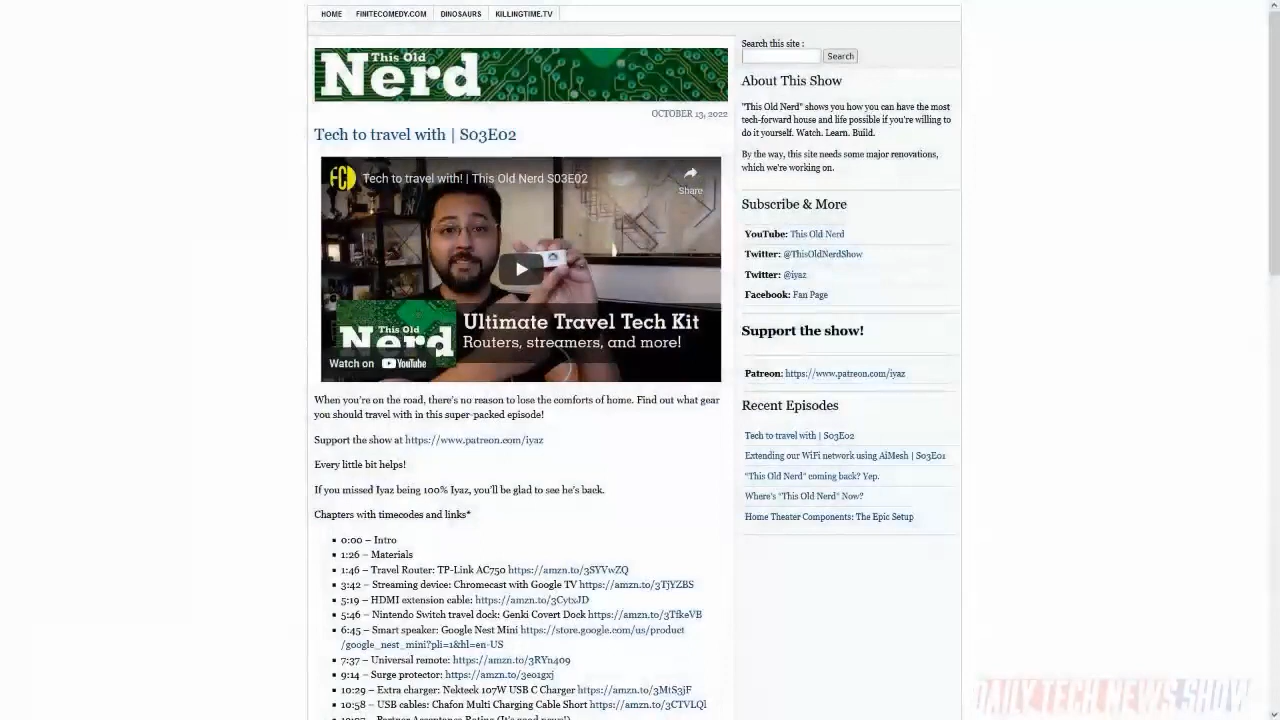 HOME
FINITECOMEDY.COM
DINOSAURS
KILLINGTIME.TV
This Old
Nerd
OCTOBER 13, 2022
Tech to travel with | S03E02
Tech to travel with! | This Old Nerd S03E02
Share
This Old
Nerd
Ultimate Travel Tech Kit
Routers, streamers, and more!
Watch on YouTube
When you're on the road, there's no reason to lose the comforts of home. Find out what gear
you should travel with in this super-packed episode!
Support the show at https://www.patreon.com/iyaz
Every little bit helps!
If you missed Iyaz being 100% Iyaz, you'll be glad to see he's back.
Chapters with timecodes and links*
0:00 – Intro
1:26 – Materials
1:46 – Travel Router: TP-Link AC750 https://amzn.to/3SYVwZQ
3:42 – Streaming device: Chromecast with Google TV https://amzn.to/3TjYZBS
5:19 – HDMI extension cable: https://amzn.to/3CytxJD
5:46 – Nintendo Switch travel dock: Genki Covert Dock https://amzn.to/3TfkeVB
6:45 – Smart speaker: Google Nest Mini https://store.google.com/us/product
/google_nest_mini?pli=1&hl=en-US
7:37 – Universal remote: https://amzn.to/3RYn409
9:14 – Surge protector: https://amzn.to/3eo1gxj
10:29 – Extra charger: Nekteck 107W USB C Charger https://amzn.to/3MtS3jF
10:58 – USB cables: Chafon Multi Charging Cable Short https://amzn.to/3CTVLQl
Search this site :
Search
About This Show
"This Old Nerd" shows you how you can have the most
tech-forward house and life possible if you're willing to
do it yourself. Watch. Learn. Build.
By the way, this site needs some major renovations,
which we're working on.
Subscribe & More
YouTube: This Old Nerd
Twitter: @ThisOldNerdShow
Twitter: @iyaz
Facebook: Fan Page
Support the show!
Patreon: https://www.patreon.com/iyaz
Recent Episodes
Tech to travel with | S03E02
Extending our WiFi network using AiMesh | S03E01
"This Old Nerd" coming back? Yep.
Where's "This Old Nerd" Now?
Home Theater Components: The Epic Setup
DAILY TECH NEWS SHOW